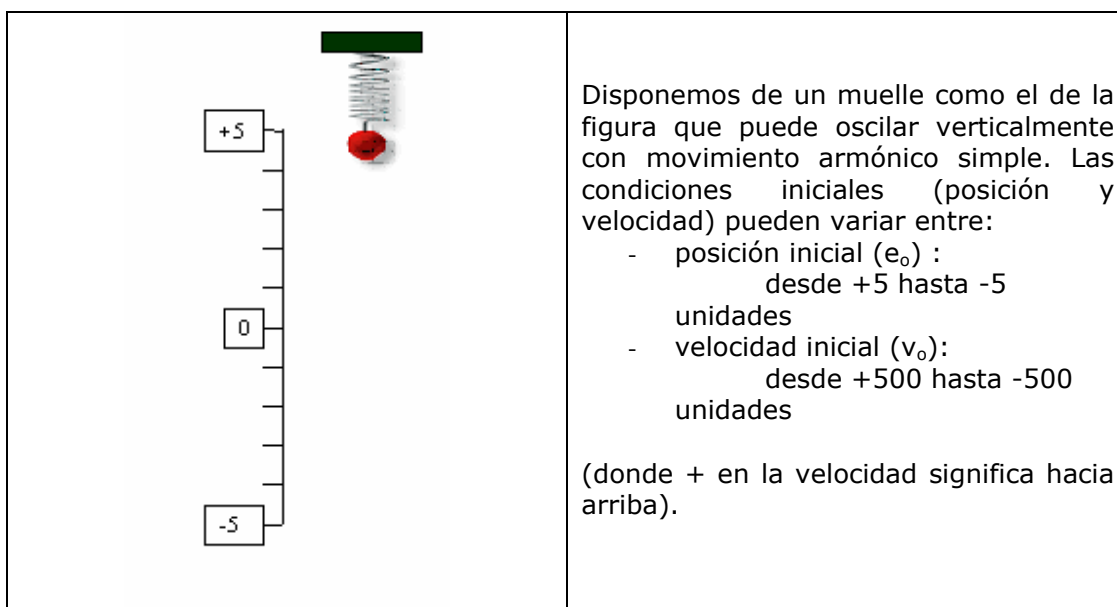 +5
0
-5
Disponemos de un muelle como el de la
figura que puede oscilar verticalmente
con movimiento armónico simple. Las
condiciones iniciales (posición y
velocidad) pueden variar entre:
- posición inicial (eo) :
desde +5 hasta -5
unidades
- velocidad inicial (vo):
desde +500 hasta -500
unidades
(donde + en la velocidad significa hacia
arriba).